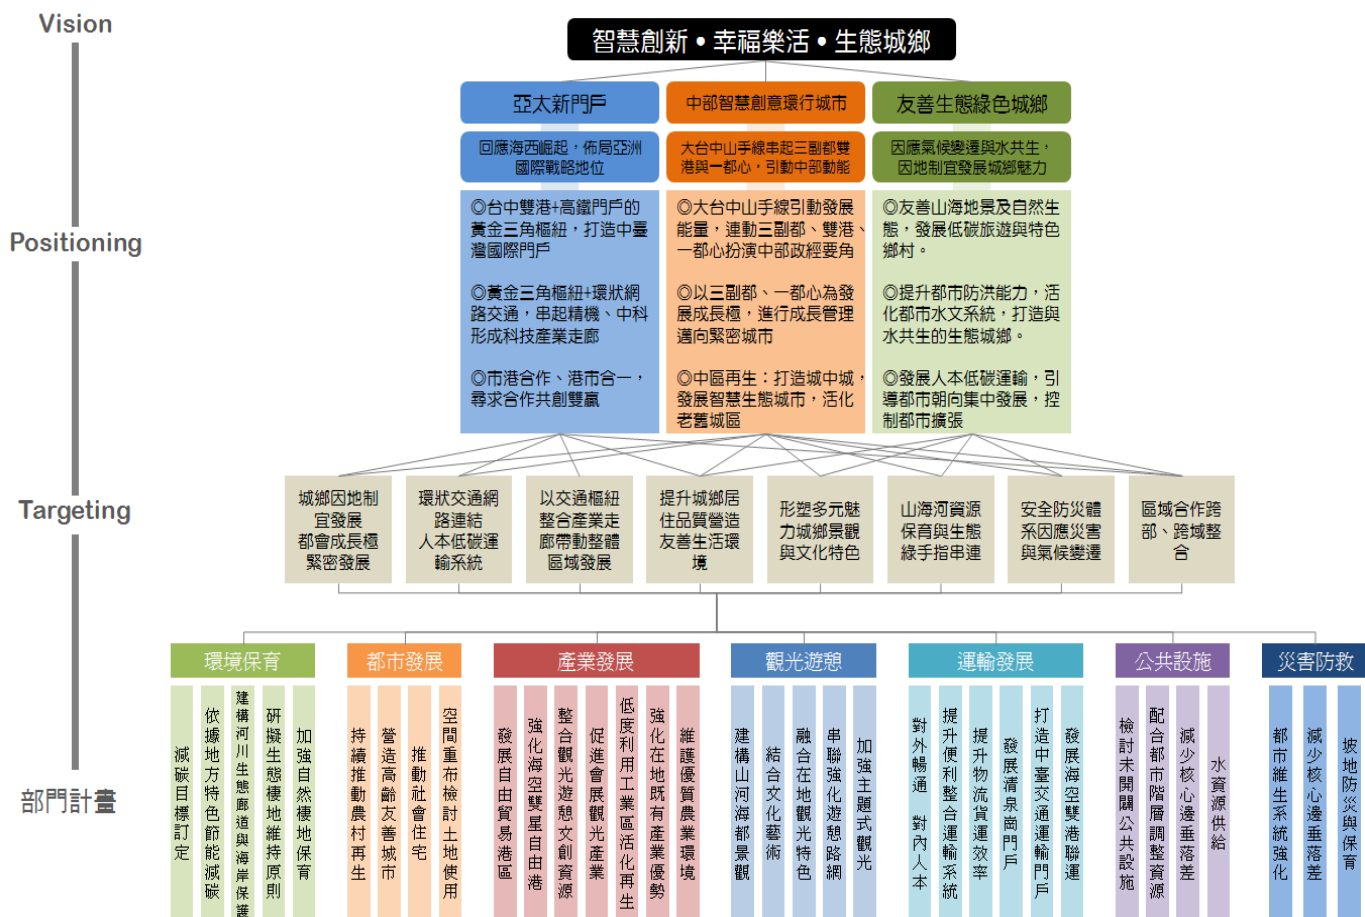 Vision
智慧創新•幸福樂活•生態城鄉
亞太新門戶
中部智慧創意環行城市
友善生態綠色城鄉
回應海西崛起，佈局亞洲
國際戰略地位
大台中山手線串起三副都雙
港與一都心，引動中部動能
因應氣候變遷與水共生，
因地制宜發展城鄉魅力
Positioning
◎台中雙港+高鐵門戶的
黃金三角樞紐，打造中臺
灣國際門戶
◎黃金三角樞紐+環狀網
路交通，串起精機、中科
形成科技產業走廊
◎市港合作、港市合一，
尋求合作共創雙贏
◎大台中山手線引動發展
能量，連動三副都、雙港、
一都心扮演中部政經要角
◎以三副都、一都心為發
展成長極，進行成長管理
邁向緊密城市
◎中區再生：打造城中城，
發展智慧生態城市，活化
老舊城區
◎友善山海地景及自然生
態，發展低碳旅遊與特色
鄉村。
◎提升都市防洪能力，活
化都市水文系統，打造與
水共生的生態城鄉。
◎發展人本低碳運輸，引
導都市朝向集中發展，控
制都市擴張
Targeting
城鄉因地制
宜發展
都會成長極
緊密發展
環狀交通網
路連結
人本低碳運
輸系統
以交通樞紐
整合產業走
廊帶動整體
區域發展
提升城鄉居
住品質營造
友善生活環
境
形塑多元魅
力城鄉景觀
與文化特色
山海河資源
保育與生態
綠手指串連
安全防災體
系因應災害
與氣候變遷
區域合作跨
部、跨域整
合
部門計畫
環境保育
減碳目標訂定
依據地方特色節能減碳
建構河川生態廊道與海岸保護
研擬生態棲地維持原則
加強自然棲地保育
都市發展
持續推動農村再生
營造高齡友善城市
推動社會住宅
空間重布檢討土地使用
產業發展
發展自由貿易港區
強化海空雙星自由港
整合觀光遊憩文創資源
促進會展觀光產業
低度利用工業區活化再生
強化在地既有產業優勢
維護優質農業環境
觀光遊憩
建構山河海都景觀
結合文化藝術
融合在地觀光特色
串聯強化遊憩路網
加強主題式觀光
運輸發展
對外暢通 對內人本
提升便利整合運輸系統
提升物流貨運效率
發展清泉崗門戶
打造中臺交通運輸門戶
發展海空雙港聯運
公共設施
檢討未開闢公共設施
配合都市階層調整資源
減少核心邊垂落差
水資源供給
災害防救
都市維生系統強化
減少核心邊垂落差
坡地防災與保育